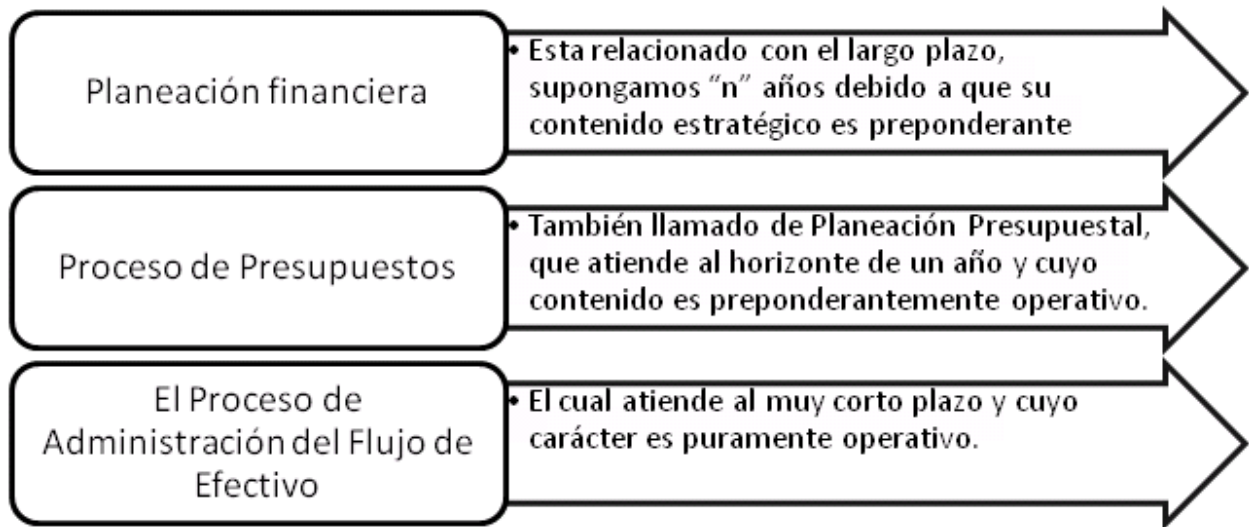 Planeación financiera
• Esta relacionado con el largo plazo,
supongamos “n” años debido a que su
contenido estratégico es preponderante
Proceso de Presupuestos
• También llamado de Planeación Presupuestal,
que atiende al horizonte de un año y cuyo
contenido es preponderantemente operativo.
El Proceso de
Administración del Flujo de
Efectivo
• El cual atiende al muy corto plazo y cuyo
carácter es puramente operativo.